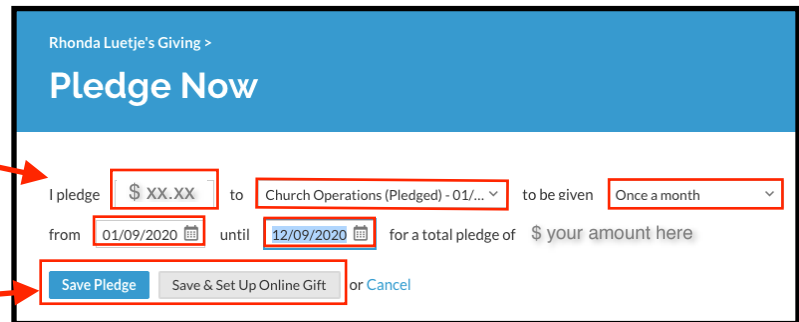 Rhonda Luetje's Giving >
Pledge Now
I pledge $ xx.xx to Church Operations (Pledged) - 01/... to be given Once a month
from 01/09/2020 until 12/09/2020 for a total pledge of $ your amount here
Save Pledge Save & Set Up Online Gift or Cancel